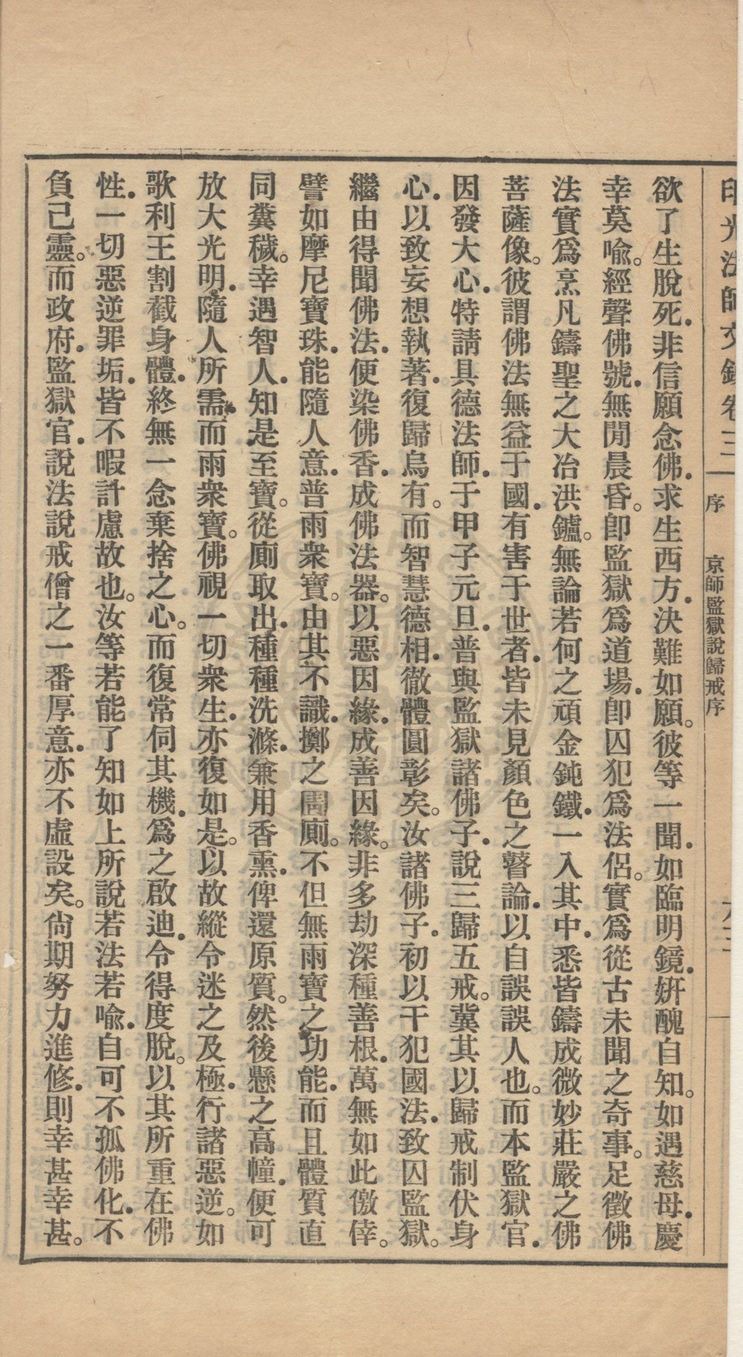 印光法師文鈔卷三 序 京師監獄說歸戒序
欲了生脫死.非信願念佛.求生西方.決難如願。彼等一聞.如臨明鏡.妍醜自知。如遇慈母.慶
幸莫喻.經聲佛號.無閒晨昏。卽監獄爲道場.卽囚犯爲法侶.實爲從古未聞之奇事。足徵佛
法實爲烹凡鑄聖之大冶洪鑪。無論若何之頑金鈍鐵.一入其中.悉皆鑄成微妙莊嚴之佛
菩薩像。彼謂佛法無益于國.有害于世者.皆未見顏色之瞽論.以自誤誤人也。而本監獄官.
因發大心.特請具德法師.于甲子元旦.普與監獄諸佛子.說三歸五戒。冀其以歸戒制伏身
心.以致妄想執著.復歸烏有。而智慧德相.徹體圓彰矣。汝諸佛子.初以干犯國法.致囚監獄。
繼由得聞佛法.便染佛香.成佛法器。以惡因緣.成善因緣。非多劫深種善根.萬無如此儌倖。
譬如摩尼寶珠.能隨人意.普雨衆寶。由其不識.擲之圊廁。不但無雨寶之功能.而且體質直
同糞穢。幸遇智人.知是至寶。從廁取出.種種洗滌.兼用香熏.俾還原質。然後懸之高幢.便可
放大光明.隨人所需.而雨衆寶。佛視一切衆生.亦復如是。以故縱令迷之及極.行諸惡逆。如
歌利王割截身體.終無一念棄捨之心。而復常伺其機.爲之啟迪.令得度脫。以其所重在佛
性.一切惡逆罪垢.皆不暇計慮故也。汝等若能了知如上所說若法若喻.自可不孤佛化.不
負己靈。而政府.監獄官.說法說戒僧之一番厚意.亦不虛設矣。尙期努力進修.則幸甚幸甚。